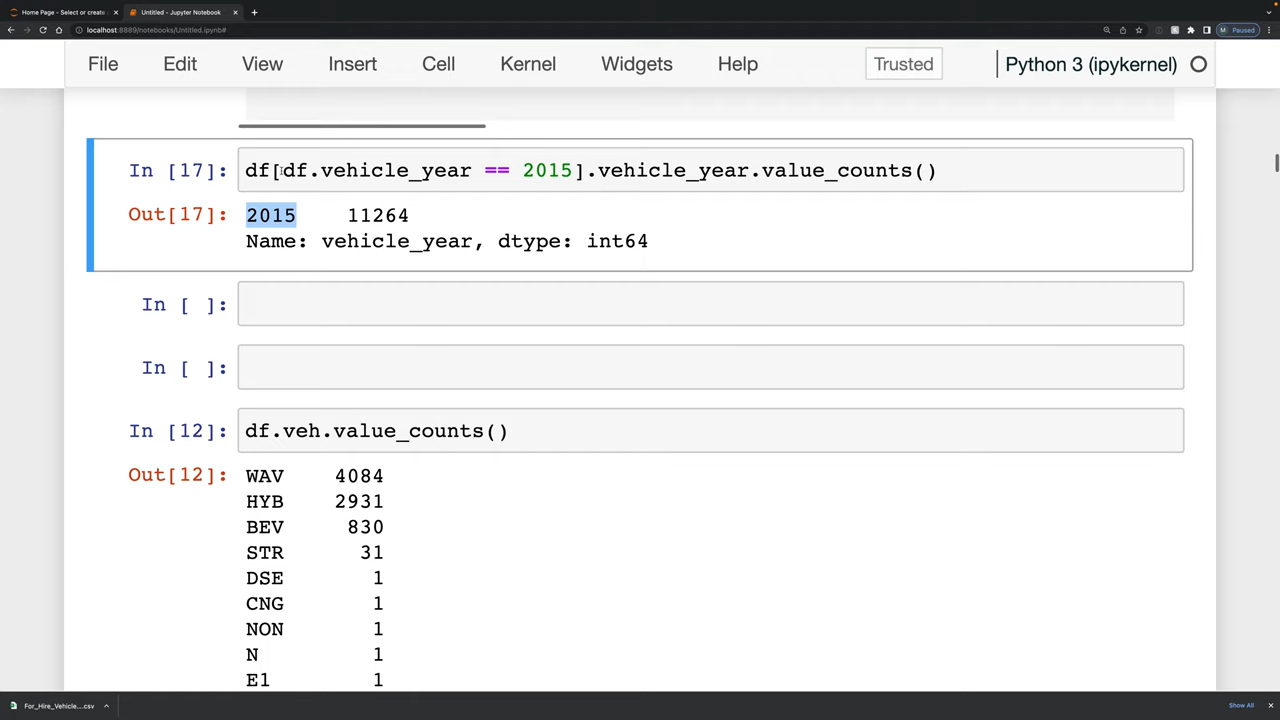 Home Page - Select or create
Untitled - Jupyter Notebook
localhost:8889/notebooks/Untitled.ipynb#
M Paused
File Edit View Insert Cell Kernel Widgets Help Trusted Python 3 (ipykernel)
In [17]: df[df.vehicle_year == 2015].vehicle_year.value_counts()
Out[17]: 2015 11264
Name: vehicle_year, dtype: int64
In [ ]:
In [ ]:
In [12]: df.veh.value_counts()
Out[12]: WAV 4084
HYB 2931
BEV 830
STR 31
DSE 1
CNG 1
NON 1
N 1
E1 1
For_Hire_Vehicle....csv
Show All